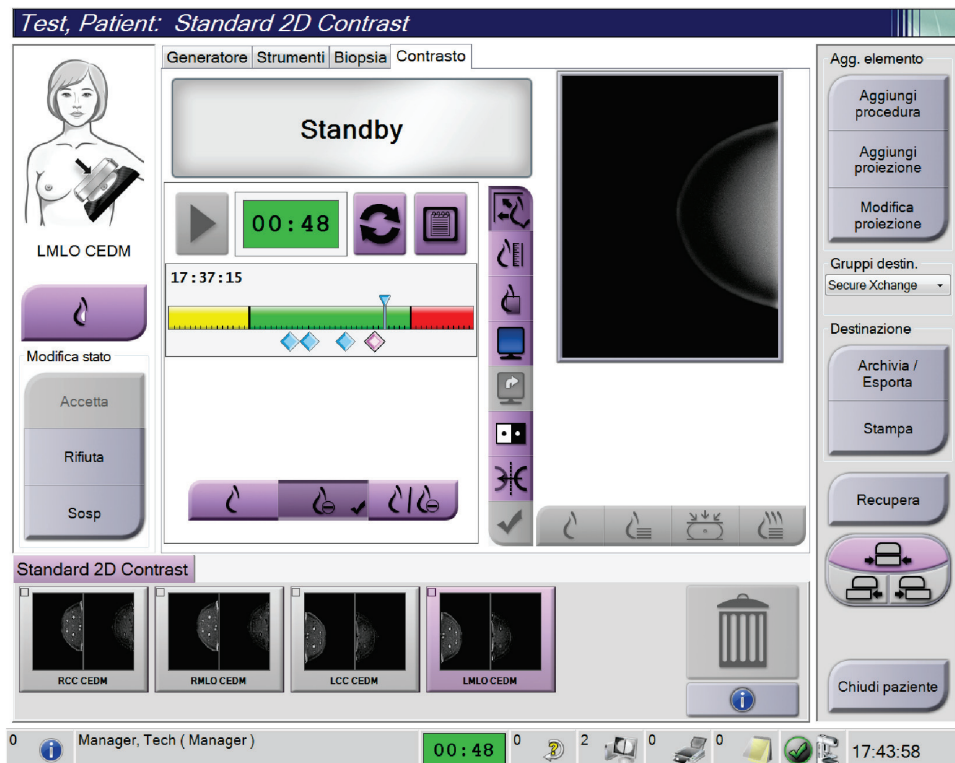 Test, Patient: Standard 2D Contrast
Generatore
Strumenti
Biopsia
Contrasto
Standby
LMLO CEDM
00:48
17:37:15
Modifica stato
Accetta
Rifiuta
Sosp
Agg. elemento
Aggiungi
procedura
Aggiungi
proiezione
Modifica
proiezione
Gruppi destin.
Secure Xchange
Destinazione
Archivia /
Esporta
Stampa
Recupera
Chiudi paziente
Standard 2D Contrast
RCC CEDM
RMLO CEDM
LCC CEDM
LMLO CEDM
0
Manager, Tech ( Manager )
00:48
0
2
0
0
17:43:58